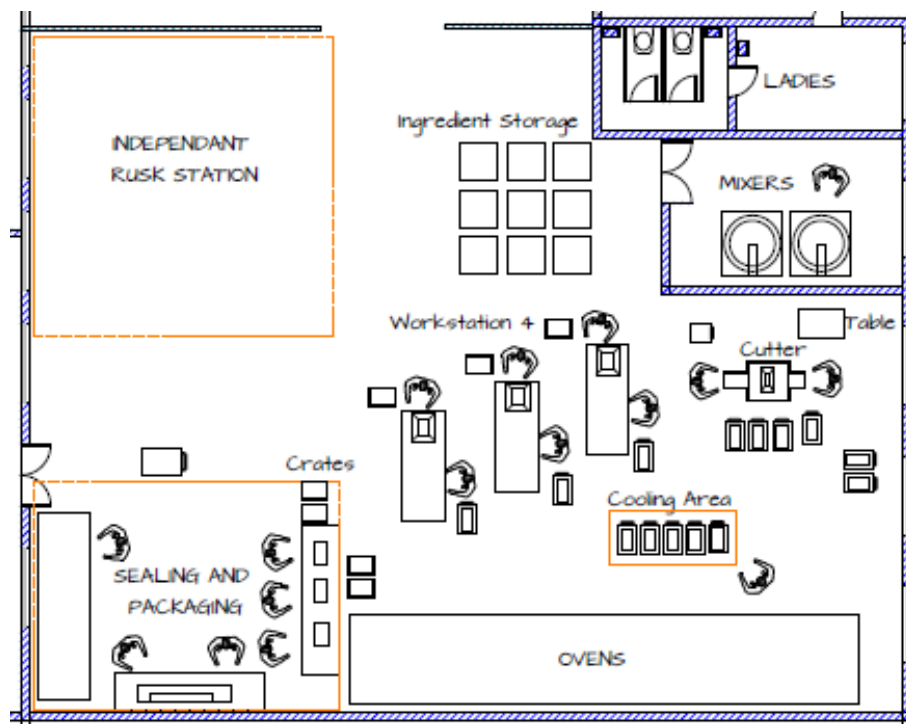 LADIES
Ingredient Storage
INDEPENDANT
RUSK STATION
MIXERS
Workstation 4
Table
Cutter
Crates
Cooling Area
SEALING AND
PACKAGING
OVENS